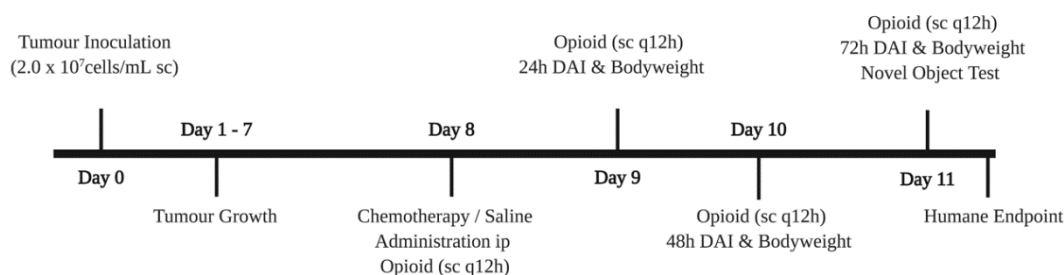 Tumour Inoculation
(2.0 x 10⁷cells/mL sc)
Opioid (sc q12h)
24h DAI & Bodyweight
Opioid (sc q12h)
72h DAI & Bodyweight
Novel Object Test
Day 1 - 7
Day 8
Day 10
Day 0
Day 9
Day 11
Tumour Growth
Chemotherapy / Saline
Administration ip
Opioid (sc q12h)
Opioid (sc q12h)
48h DAI & Bodyweight
Humane Endpoint